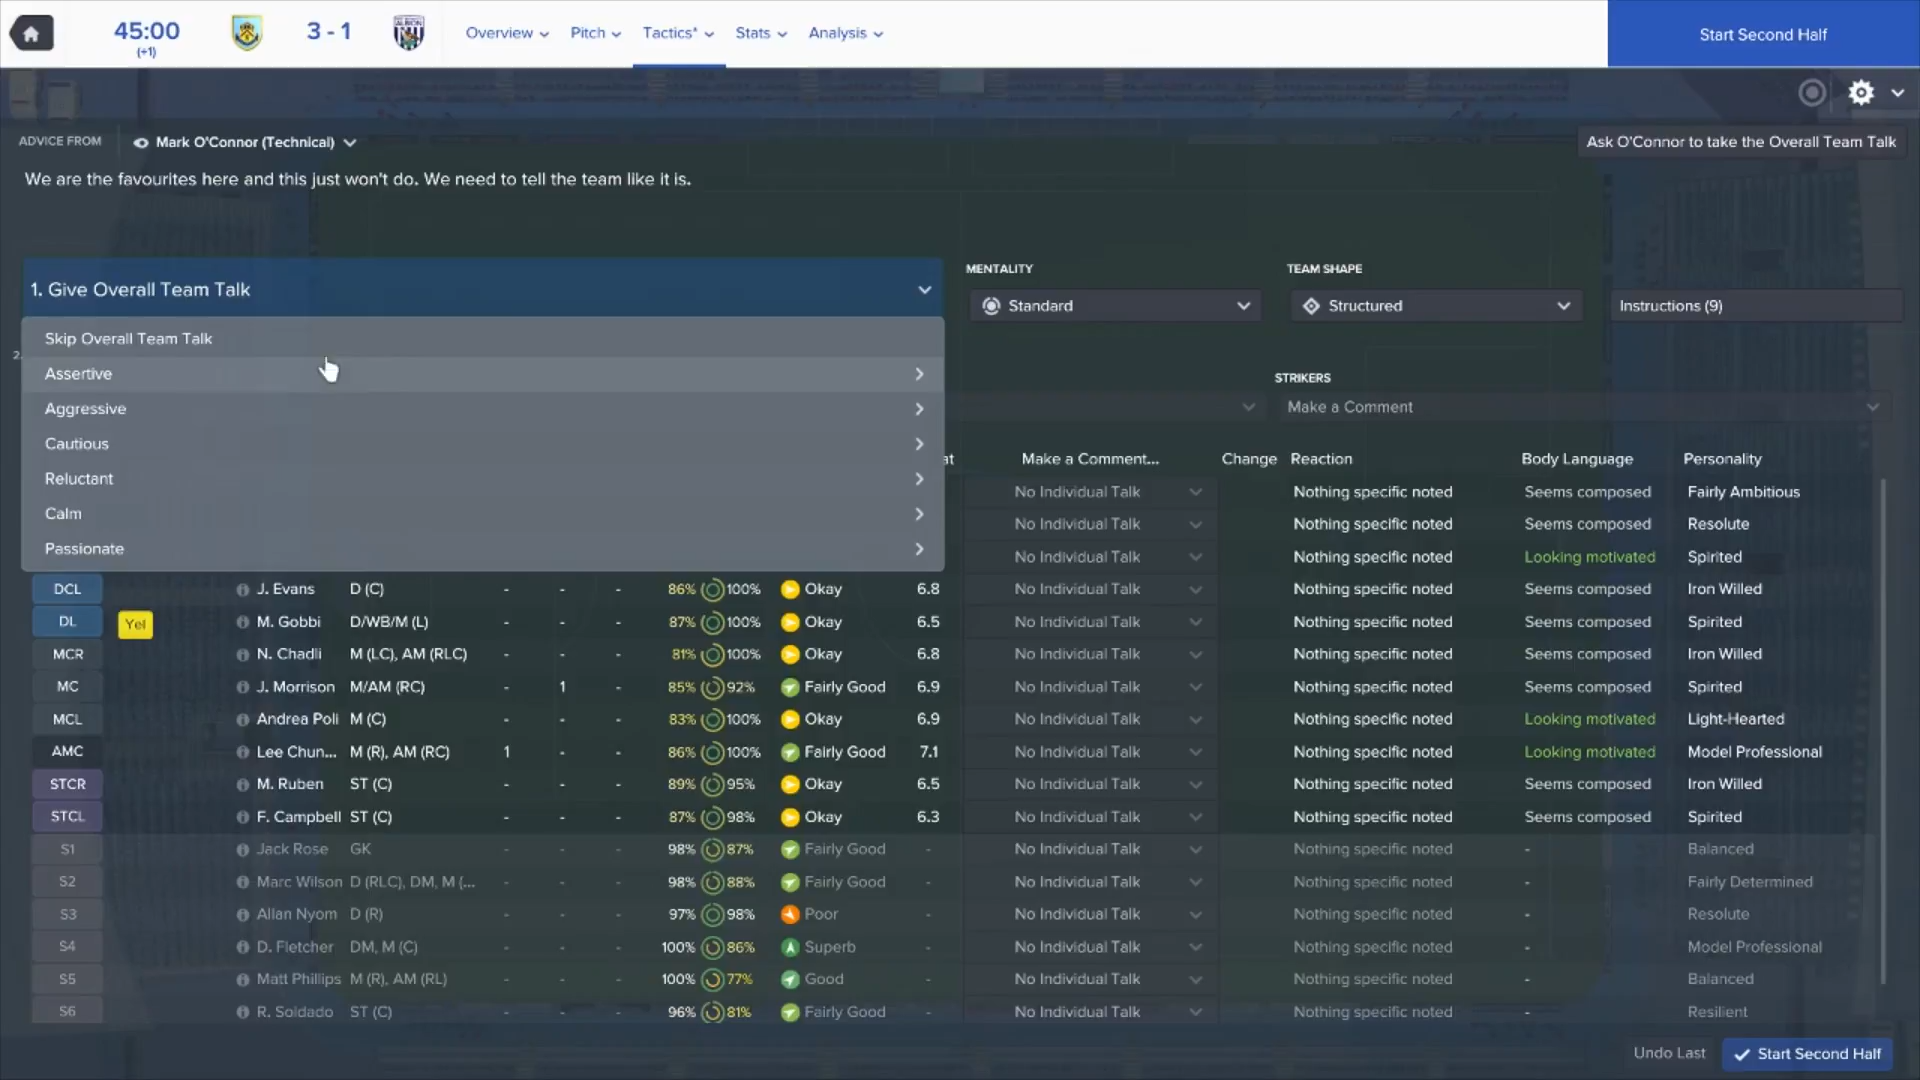 45:00 3 - 1 Overview Pitch Tactics* Stats Analysis Start Second Half
(+1)
ADVICE FROM Mark O'Connor (Technical) Ask O'Connor to take the Overall Team Talk
We are the favourites here and this just won't do. We need to tell the team like it is.
MENTALITY TEAM SHAPE
1. Give Overall Team Talk Standard Structured Instructions (9)
Skip Overall Team Talk
2.
Assertive
STRIKERS
Aggressive Make a Comment
Cautious
at Make a Comment... Change Reaction Body Language Personality
Reluctant No Individual Talk Nothing specific noted Seems composed Fairly Ambitious
Calm No Individual Talk Nothing specific noted Seems composed Resolute
Passionate No Individual Talk Nothing specific noted Looking motivated Spirited
DCL J. Evans D (C) - - - 86% 100% Okay 6.8 No Individual Talk Nothing specific noted Seems composed Iron Willed
DL Yel M. Gobbi D/WB/M (L) - - - 87% 100% Okay 6.5 No Individual Talk Nothing specific noted Seems composed Spirited
MCR N. Chadli M (LC), AM (RLC) - - - 81% 100% Okay 6.8 No Individual Talk Nothing specific noted Seems composed Iron Willed
MC J. Morrison M/AM (RC) - 1 - 85% 92% Fairly Good 6.9 No Individual Talk Nothing specific noted Seems composed Spirited
MCL Andrea Poli M (C) - - - 83% 100% Okay 6.9 No Individual Talk Nothing specific noted Looking motivated Light-Hearted
AMC Lee Chun... M (R), AM (RC) 1 - - 86% 100% Fairly Good 7.1 No Individual Talk Nothing specific noted Looking motivated Model Professional
STCR M. Ruben ST (C) - - - 89% 95% Okay 6.5 No Individual Talk Nothing specific noted Seems composed Iron Willed
STCL F. Campbell ST (C) - - - 87% 98% Okay 6.3 No Individual Talk Nothing specific noted Seems composed Spirited
S1 Jack Rose GK - - - 98% 87% Fairly Good - No Individual Talk Nothing specific noted - Balanced
S2 Marc Wilson D (RLC), DM, M (... - - - 98% 88% Fairly Good - No Individual Talk Nothing specific noted - Fairly Determined
S3 Allan Nyom D (R) - - - 97% 98% Poor - No Individual Talk Nothing specific noted - Resolute
S4 D. Fletcher DM, M (C) - - - 100% 86% Superb - No Individual Talk Nothing specific noted - Model Professional
S5 Matt Phillips M (R), AM (RL) - - - 100% 77% Good - No Individual Talk Nothing specific noted - Balanced
S6 R. Soldado ST (C) - - - 96% 81% Fairly Good - No Individual Talk Nothing specific noted - Resilient
Undo Last Start Second Half